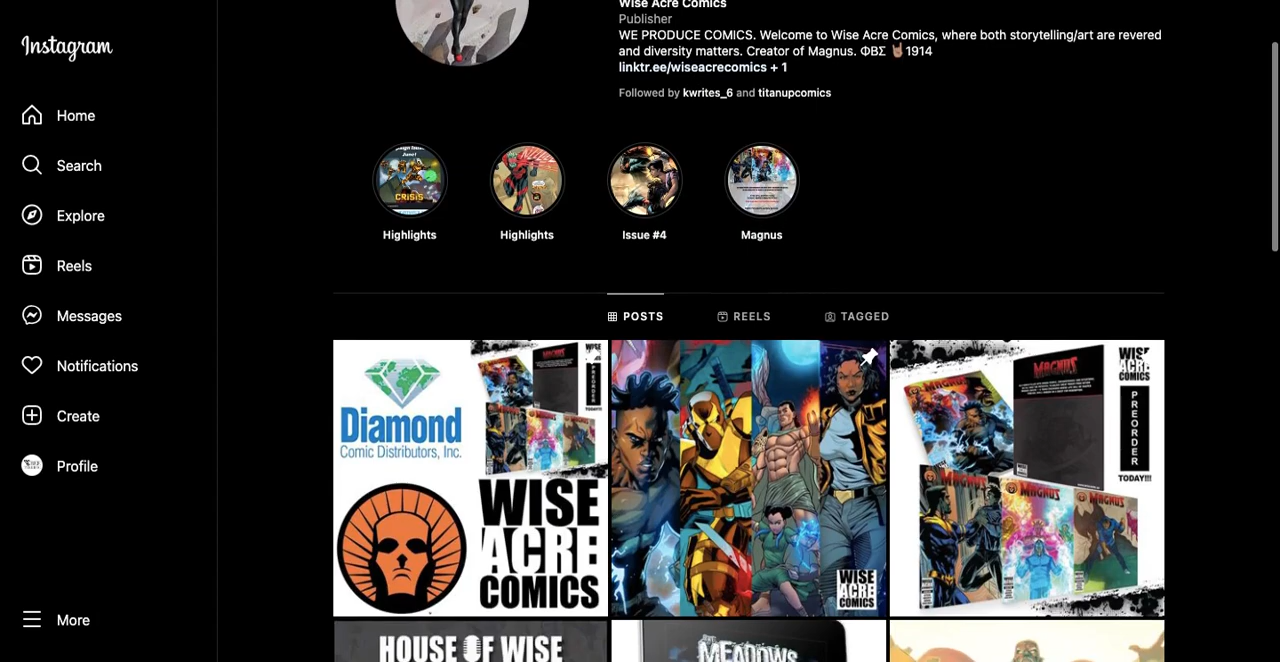 Instagram
Home
Search
Explore
Reels
Messages
Notifications
Create
Profile
More
Wise Acre Comics
Publisher
WE PRODUCE COMICS. Welcome to Wise Acre Comics, where both storytelling/art are revered
and diversity matters. Creator of Magnus. ΦΒΣ 🤘🏽1914
linktr.ee/wiseacrecomics + 1
Followed by kwrites_6 and titanupcomics
CRISIS
Highlights
Highlights
Issue #4
Magnus
POSTS
REELS
TAGGED
Diamond
Comic Distributors, Inc.
MAGNUS
PREORDER
TODAY!!!
WISE
ACRE
COMICS
WISE
ACRE
COMICS
WISE
ACRE
COMICS
MAGNUS
MAGNUS
PREORDER
TODAY!!!
MAGNUS
MAGNUS
MAGNUS
HOUSE OF WISE
MEADOWS